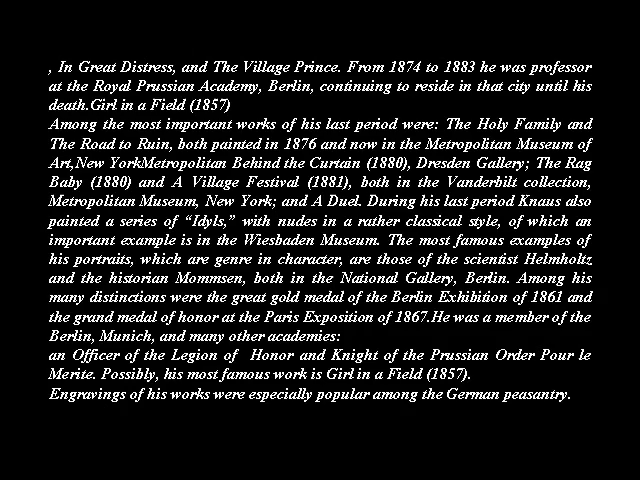 , In Great Distress, and The Village Prince. From 1874 to 1883 he was professor
at the Royal Prussian Academy, Berlin, continuing to reside in that city until his
death.Girl in a Field (1857)
Among the most important works of his last period were: The Holy Family and
The Road to Ruin, both painted in 1876 and now in the Metropolitan Museum of
Art,New YorkMetropolitan Behind the Curtain (1880), Dresden Gallery; The Rag
Baby (1880) and A Village Festival (1881), both in the Vanderbilt collection,
Metropolitan Museum, New York; and A Duel. During his last period Knaus also
painted a series of “Idyls,” with nudes in a rather classical style, of which an
important example is in the Wiesbaden Museum. The most famous examples of
his portraits, which are genre in character, are those of the scientist Helmholtz
and the historian Mommsen, both in the National Gallery, Berlin. Among his
many distinctions were the great gold medal of the Berlin Exhibition of 1861 and
the grand medal of honor at the Paris Exposition of 1867.He was a member of the
Berlin, Munich, and many other academies:
an Officer of the Legion of  Honor and Knight of the Prussian Order Pour le
Merite. Possibly, his most famous work is Girl in a Field (1857).
Engravings of his works were especially popular among the German peasantry.